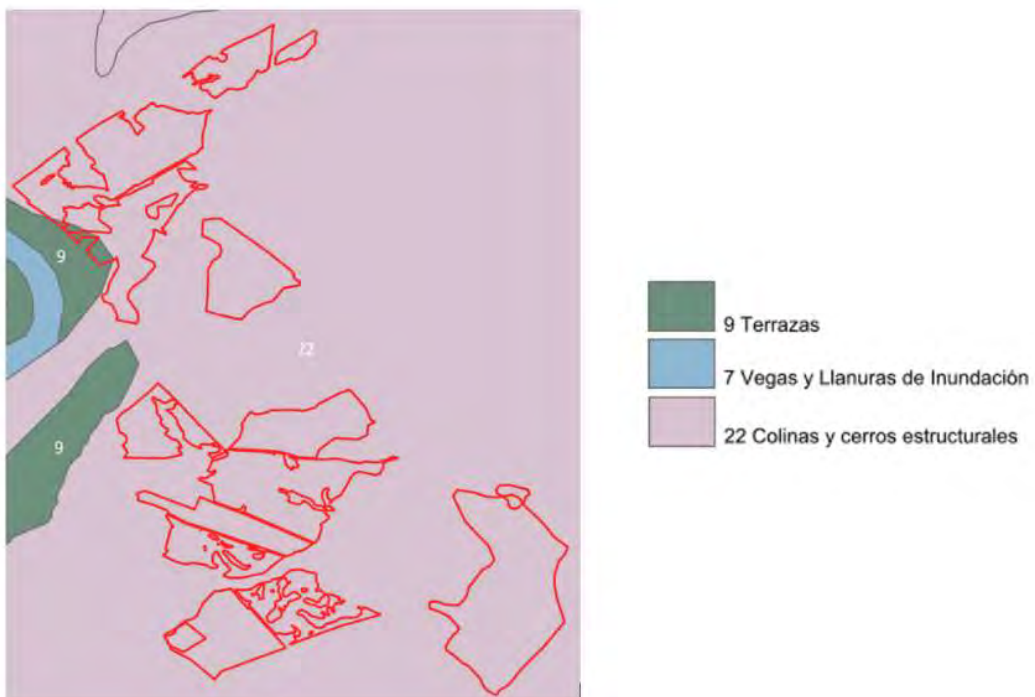 9
22
9
9 Terrazas
7 Vegas y Llanuras de Inundación
22 Colinas y cerros estructurales